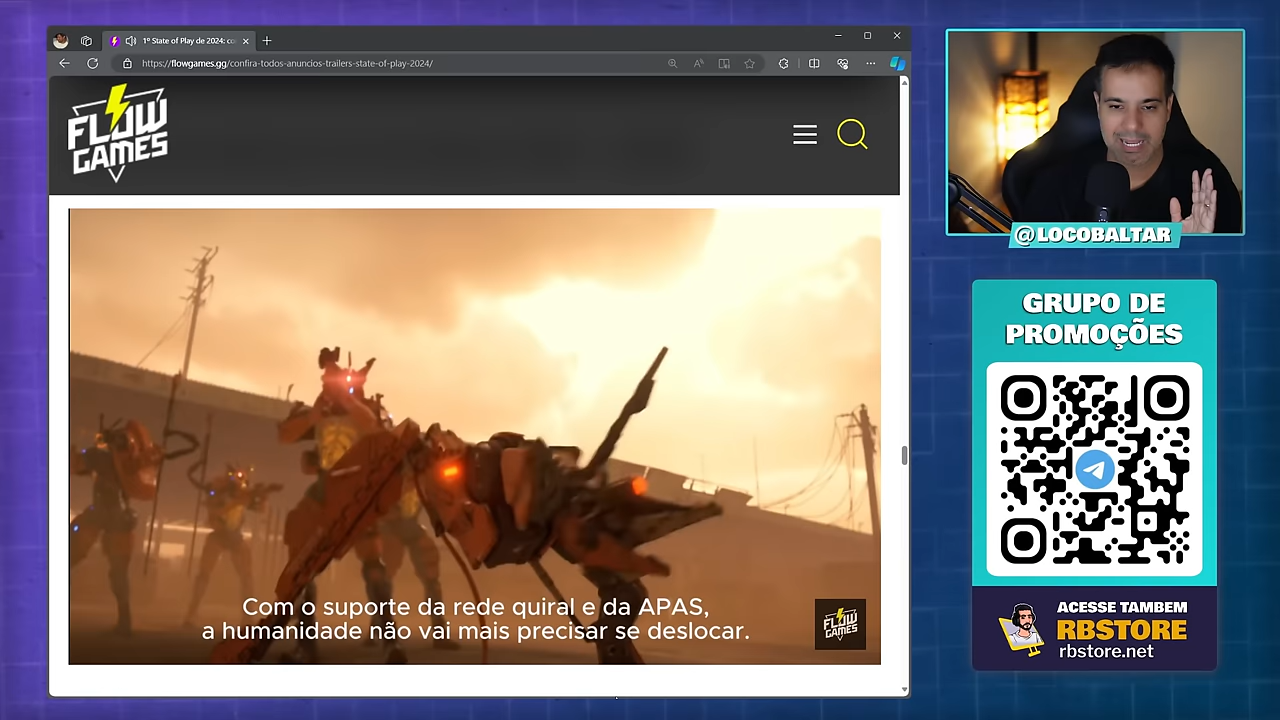 1º State of Play de 2024: co
https://flowgames.gg/confira-todos-anuncios-trailers-state-of-play-2024/
FLOW
GAMES
Com o suporte da rede quiral e da APAS,
a humanidade não vai mais precisar se deslocar.
FLOW
GAMES
@LOCOBALTAR
GRUPO DE
PROMOÇÕES
ACESSE TAMBEM
RBSTORE
rbstore.net